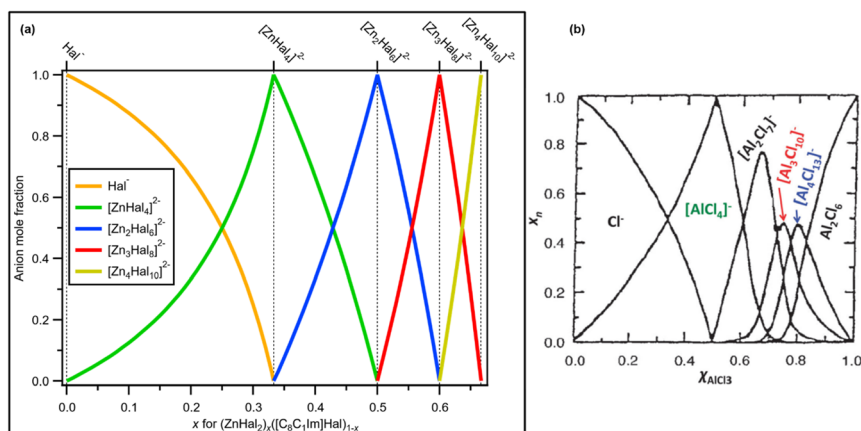 (a)
Hal⁻
[ZnHal₄]²⁻
[Zn₂Hal₆]²⁻
[Zn₃Hal₈]²⁻
[Zn₄Hal₁₀]²⁻
1.0
0.8
0.6
0.4
0.2
0.0
Anion mole fraction
Hal⁻
[ZnHal₄]²⁻
[Zn₂Hal₆]²⁻
[Zn₃Hal₈]²⁻
[Zn₄Hal₁₀]²⁻
0.0 0.1 0.2 0.3 0.4 0.5 0.6
x for (ZnHal₂)ₓ([C₈C₁Im]Hal)₁₋ₓ
(b)
1.0
0.8
0.6
0.4
0.2
0.0
xₙ
Cl⁻
[AlCl₄]⁻
[Al₂Cl₇]⁻
[Al₃Cl₁₀]⁻
[Al₄Cl₁₃]⁻
Al₂Cl₆
0.0 0.2 0.4 0.6 0.8 1.0
χAlCl3